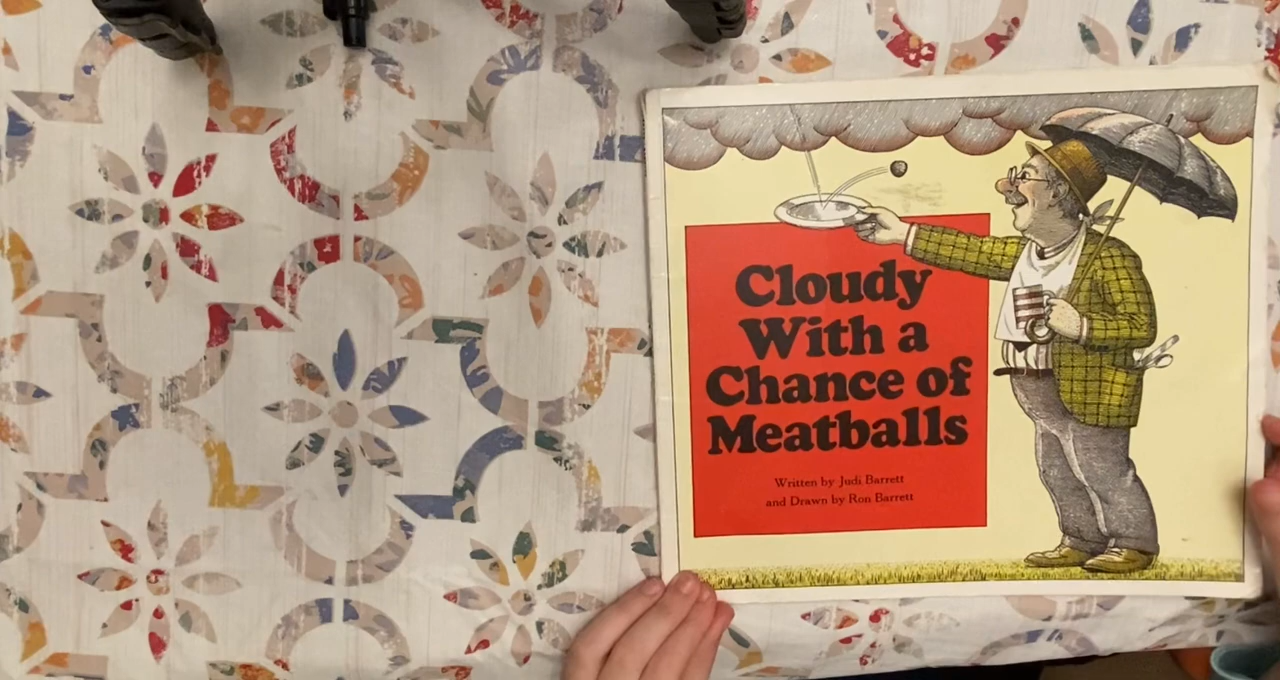 Cloudy
With a
Chance of
Meatballs
Written by Judi Barrett
and Drawn by Ron Barrett